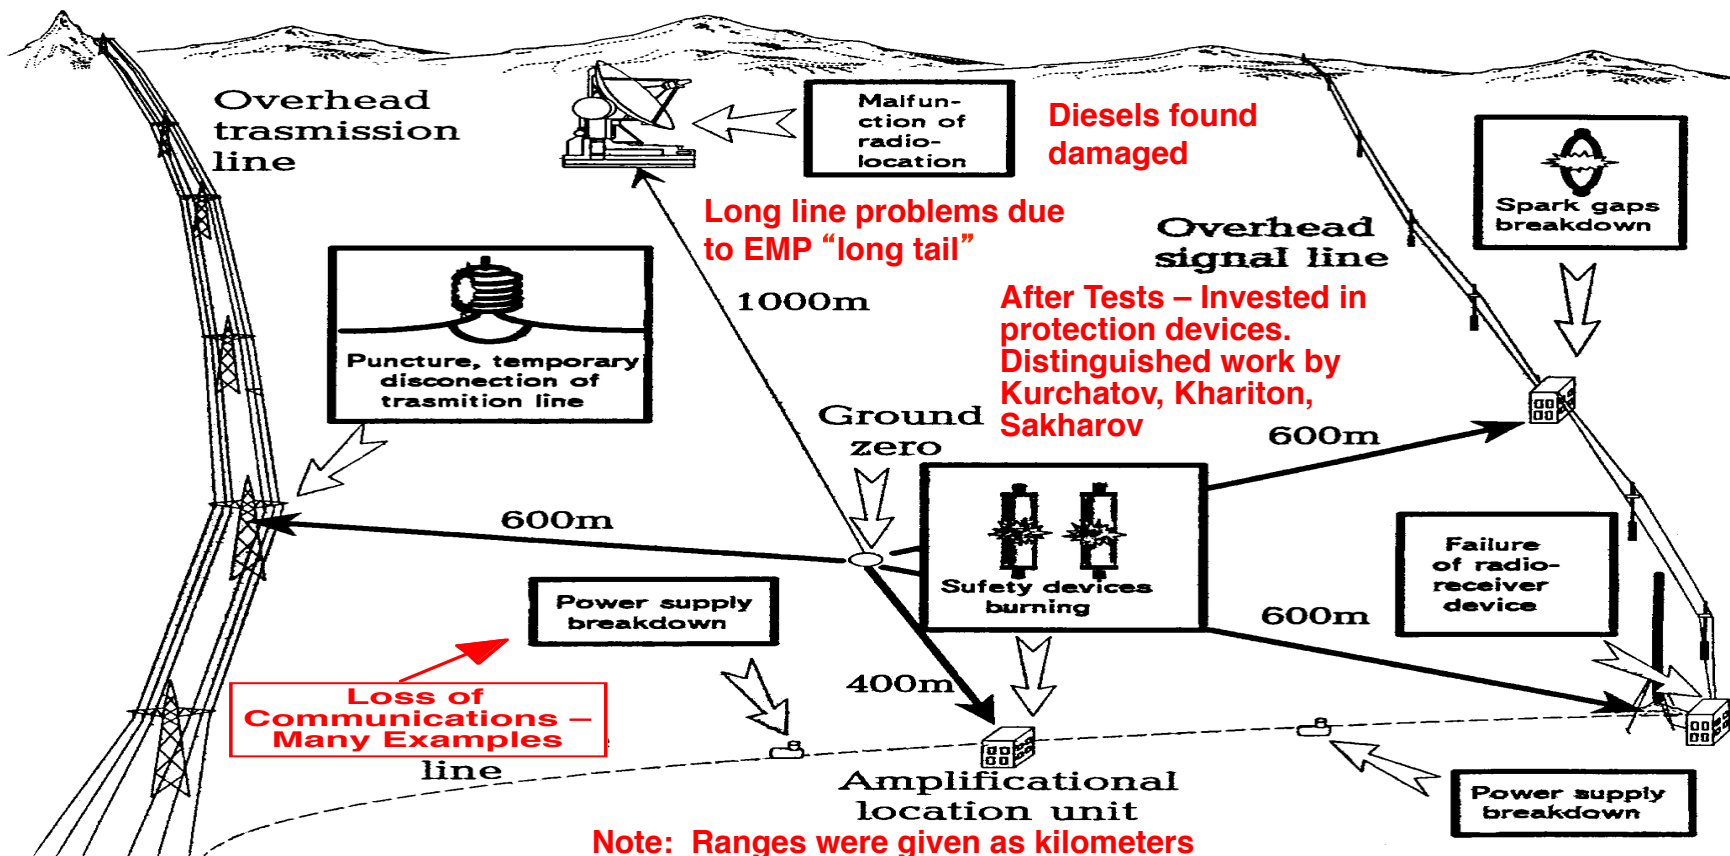 Overhead
trasmission
line
Malfun-
ction of
radio-
location
Diesels found
damaged
Spark gaps
breakdown
Long line problems due
to EMP “long tail”
Overhead
signal line
1000m
After Tests – Invested in
protection devices.
Distinguished work by
Kurchatov, Khariton,
Sakharov
Puncture, temporary
disconection of
trasmition line
Ground
zero
600m
600m
Sufety devices
burning
Failure
of radio-
receiver
device
Power supply
breakdown
600m
400m
Loss of
Communications –
Many Examples
line
Amplificational
location unit
Power supply
breakdown
Note: Ranges were given as kilometers